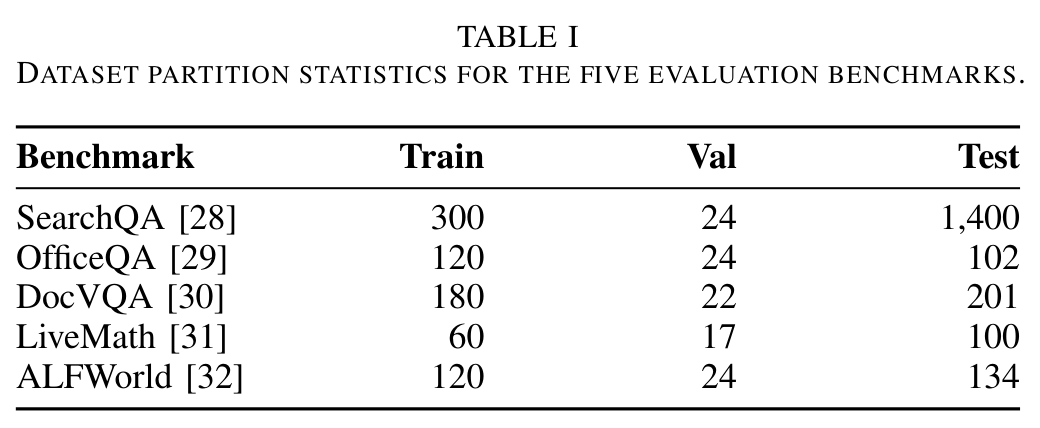 TABLE I
DATASET PARTITION STATISTICS FOR THE FIVE EVALUATION BENCHMARKS.
Benchmark Train Val Test
SearchQA [28] 300 24 1,400
OfficeQA [29] 120 24 102
DocVQA [30] 180 22 201
LiveMath [31] 60 17 100
ALFWorld [32] 120 24 134